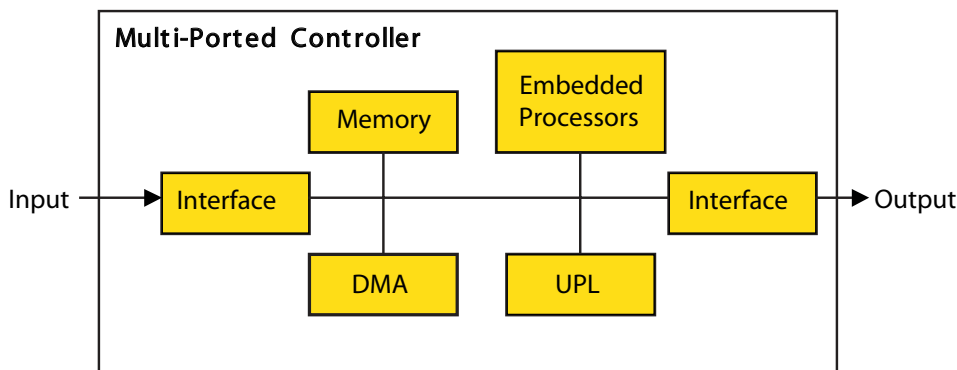 Multi-Ported Controller
Embedded
Processors
Memory
Input
Interface
Interface
Output
DMA
UPL